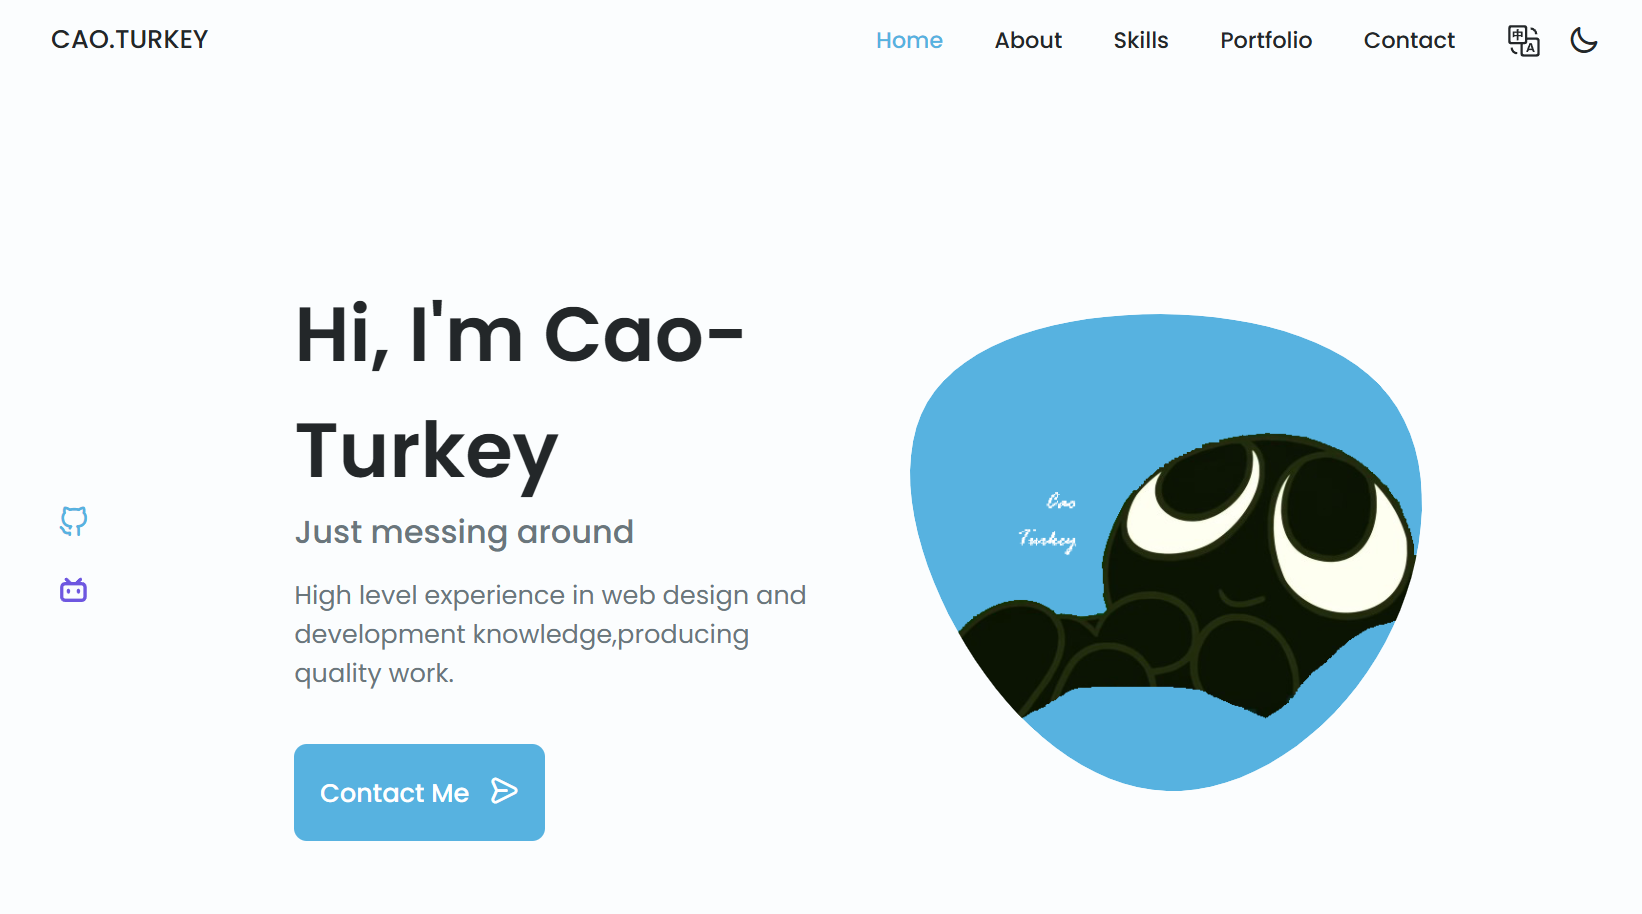 CAO.TURKEY
Home
About
Skills
Portfolio
Contact
中
A
Hi, I'm Cao-
Turkey
Just messing around
High level experience in web design and
development knowledge,producing
quality work.
Contact Me
Cao
Turkey